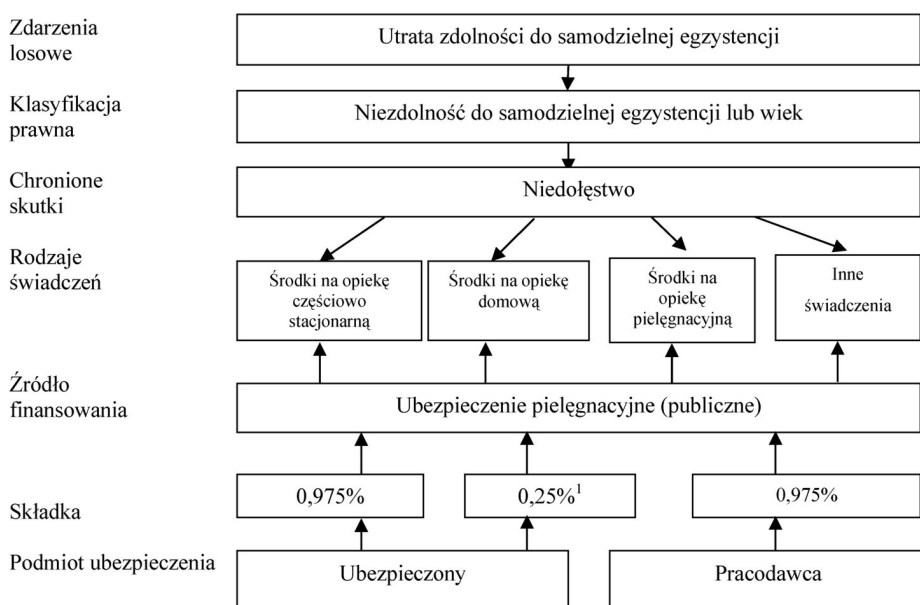 Zdarzenia
losowe
Utrata zdolności do samodzielnej egzystencji
Klasyfikacja
prawna
Niezdolność do samodzielnej egzystencji lub wiek
Chronione
skutki
Niedołęstwo
Rodzaje
świadczeń
Środki na opiekę
częściowo
stacjonarną
Środki na opiekę
domową
Środki na
opiekę
pielęgnacyjną
Inne
świadczenia
Źródło
finansowania
Ubezpieczenie pielęgnacyjne (publiczne)
Składka
0,975%
0,25%¹
0,975%
Podmiot ubezpieczenia
Ubezpieczony
Pracodawca